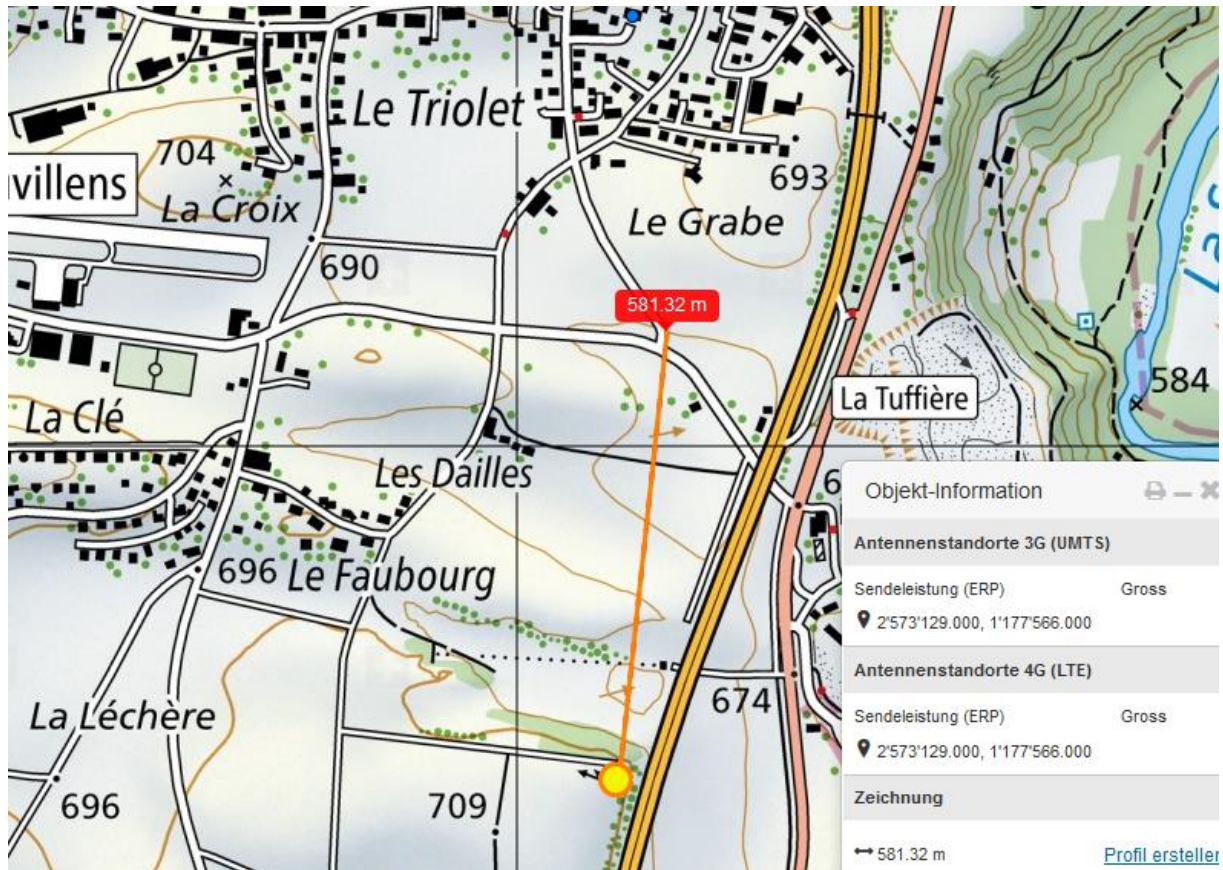 Le Triolet
704
villens
La Croix
693
Le Grabe
690
581.32 m
584
La Tuffière
La Clé
Les Dailles
Objekt-Information
Antennenstandorte 3G (UMTS)
Sendeleistung (ERP) Gross
2'573'129.000, 1'177'566.000
696 Le Faubourg
Antennenstandorte 4G (LTE)
674
La Léchère
Sendeleistung (ERP) Gross
2'573'129.000, 1'177'566.000
Zeichnung
696
709
581.32 m Profil erstellen